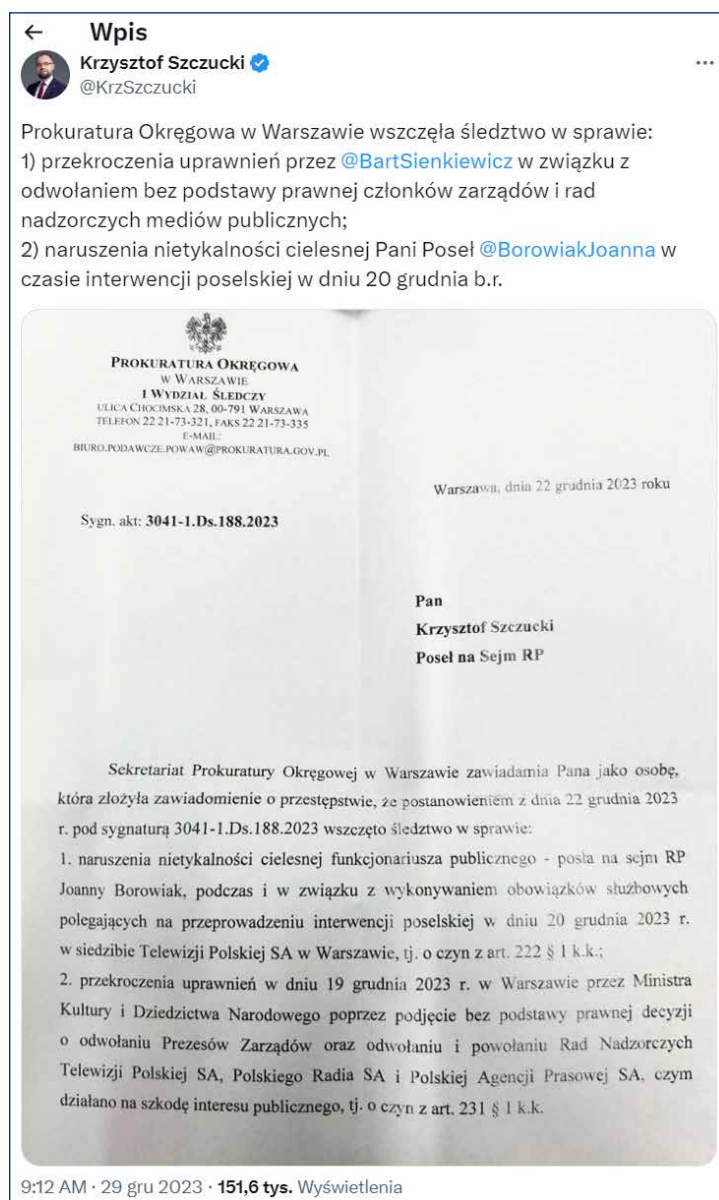 Wpis
Krzysztof Szczucki
@KrzSzczucki
Prokuratura Okręgowa w Warszawie wszczęła śledztwo w sprawie:
1) przekroczenia uprawnień przez @BartSienkiewicz w związku z
odwołaniem bez podstawy prawnej członków zarządów i rad
nadzorczych mediów publicznych;
2) naruszenia nietykalności cielesnej Pani Poseł @BorowiakJoanna w
czasie interwencji poselskiej w dniu 20 grudnia b.r.
PROKURATURA OKRĘGOWA
W WARSZAWIE
I WYDZIAŁ ŚLEDCZY
ULICA CHOCIMSKA 28, 00-791 WARSZAWA
TELEFON 22 21-73-321, FAKS 22 21-73-335
E-MAIL:
BIURO.PODAWCZE.POWAW@PROKURATURA.GOV.PL
Warszawa, dnia 22 grudnia 2023 roku
Sygn. akt: 3041-1.Ds.188.2023
Pan
Krzysztof Szczucki
Poseł na Sejm RP
Sekretariat Prokuratury Okręgowej w Warszawie zawiadamia Pana jako osobę,
która złożyła zawiadomienie o przestępstwie, że postanowieniem z dnia 22 grudnia 2023
r. pod sygnaturą 3041-1.Ds.188.2023 wszczęto śledztwo w sprawie:
1. naruszenia nietykalności cielesnej funkcjonariusza publicznego - posła na sejm RP
Joanny Borowiak, podczas i w związku z wykonywaniem obowiązków służbowych
polegających na przeprowadzeniu interwencji poselskiej w dniu 20 grudnia 2023 r.
w siedzibie Telewizji Polskiej SA w Warszawie, tj. o czyn z art. 222 § 1 k.k.;
2. przekroczenia uprawnień w dniu 19 grudnia 2023 r. w Warszawie przez Ministra
Kultury i Dziedzictwa Narodowego poprzez podjęcie bez podstawy prawnej decyzji
o odwołaniu Prezesów Zarządów oraz odwołaniu i powołaniu Rad Nadzorczych
Telewizji Polskiej SA, Polskiego Radia SA i Polskiej Agencji Prasowej SA, czym
działano na szkodę interesu publicznego, tj. o czyn z art. 231 § 1 k.k.
9:12 AM · 29 gru 2023 · 151,6 tys. Wyświetlenia